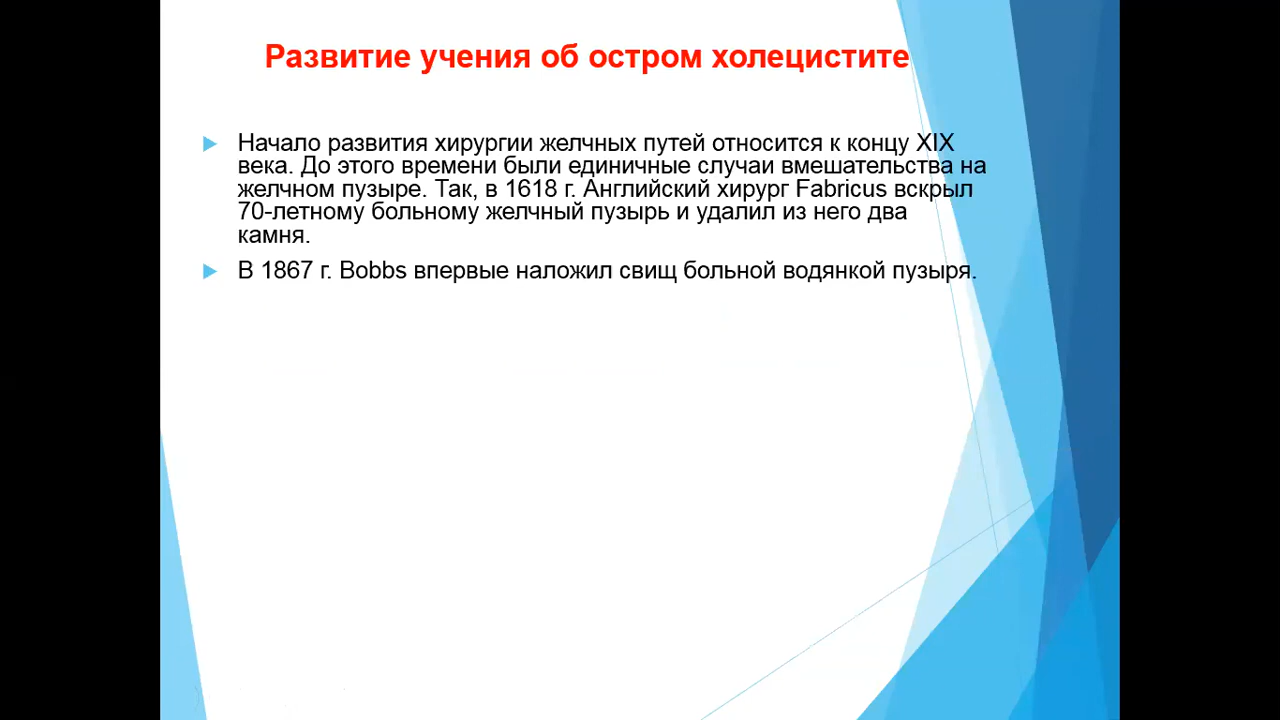 Развитие учения об остром холецистите
Начало развития хирургии желчных путей относится к концу XIX
века. До этого времени были единичные случаи вмешательства на
желчном пузыре. Так, в 1618 г. Английский хирург Fabricus вскрыл
70-летному больному желчный пузырь и удалил из него два
камня.
В 1867 г. Bobbs впервые наложил свищ больной водянкой пузыря.